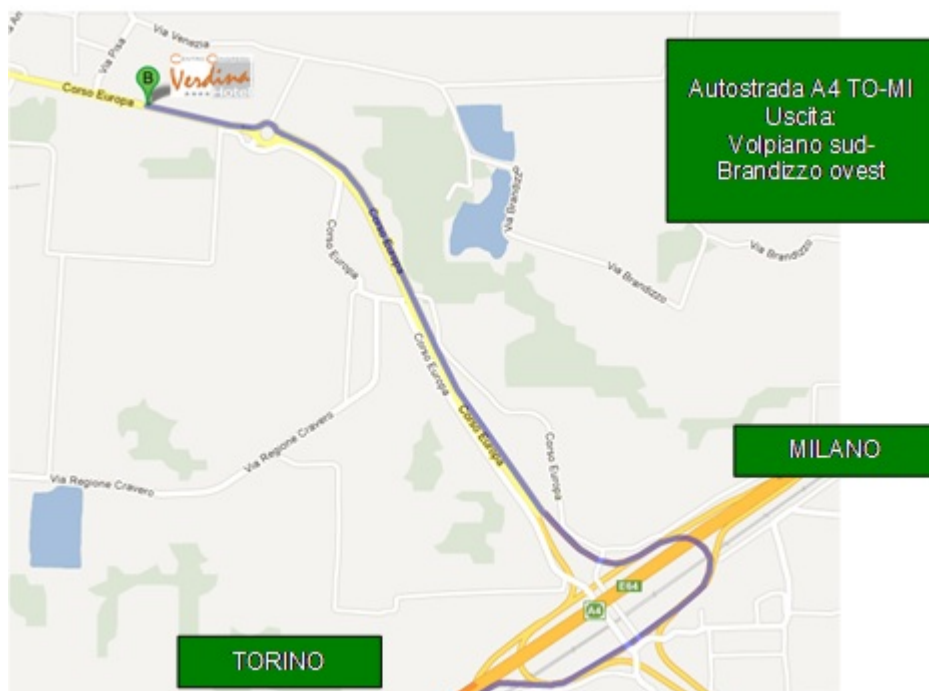 Via Venezia
Via Pisa
B
Verdina
Hotel
Corso Europa
Autostrada A4 TO-MI
Uscita:
Volpiano sud-
Brandizzo ovest
Via Brandizzo
Corso Europa
Corso Europa
Via Brandizzo
Via Brandizzo
Corso Europa
Corso Europa
Corso Europa
Via Regione Cravero
Via Regione Cravero
MILANO
E64
A4
TORINO